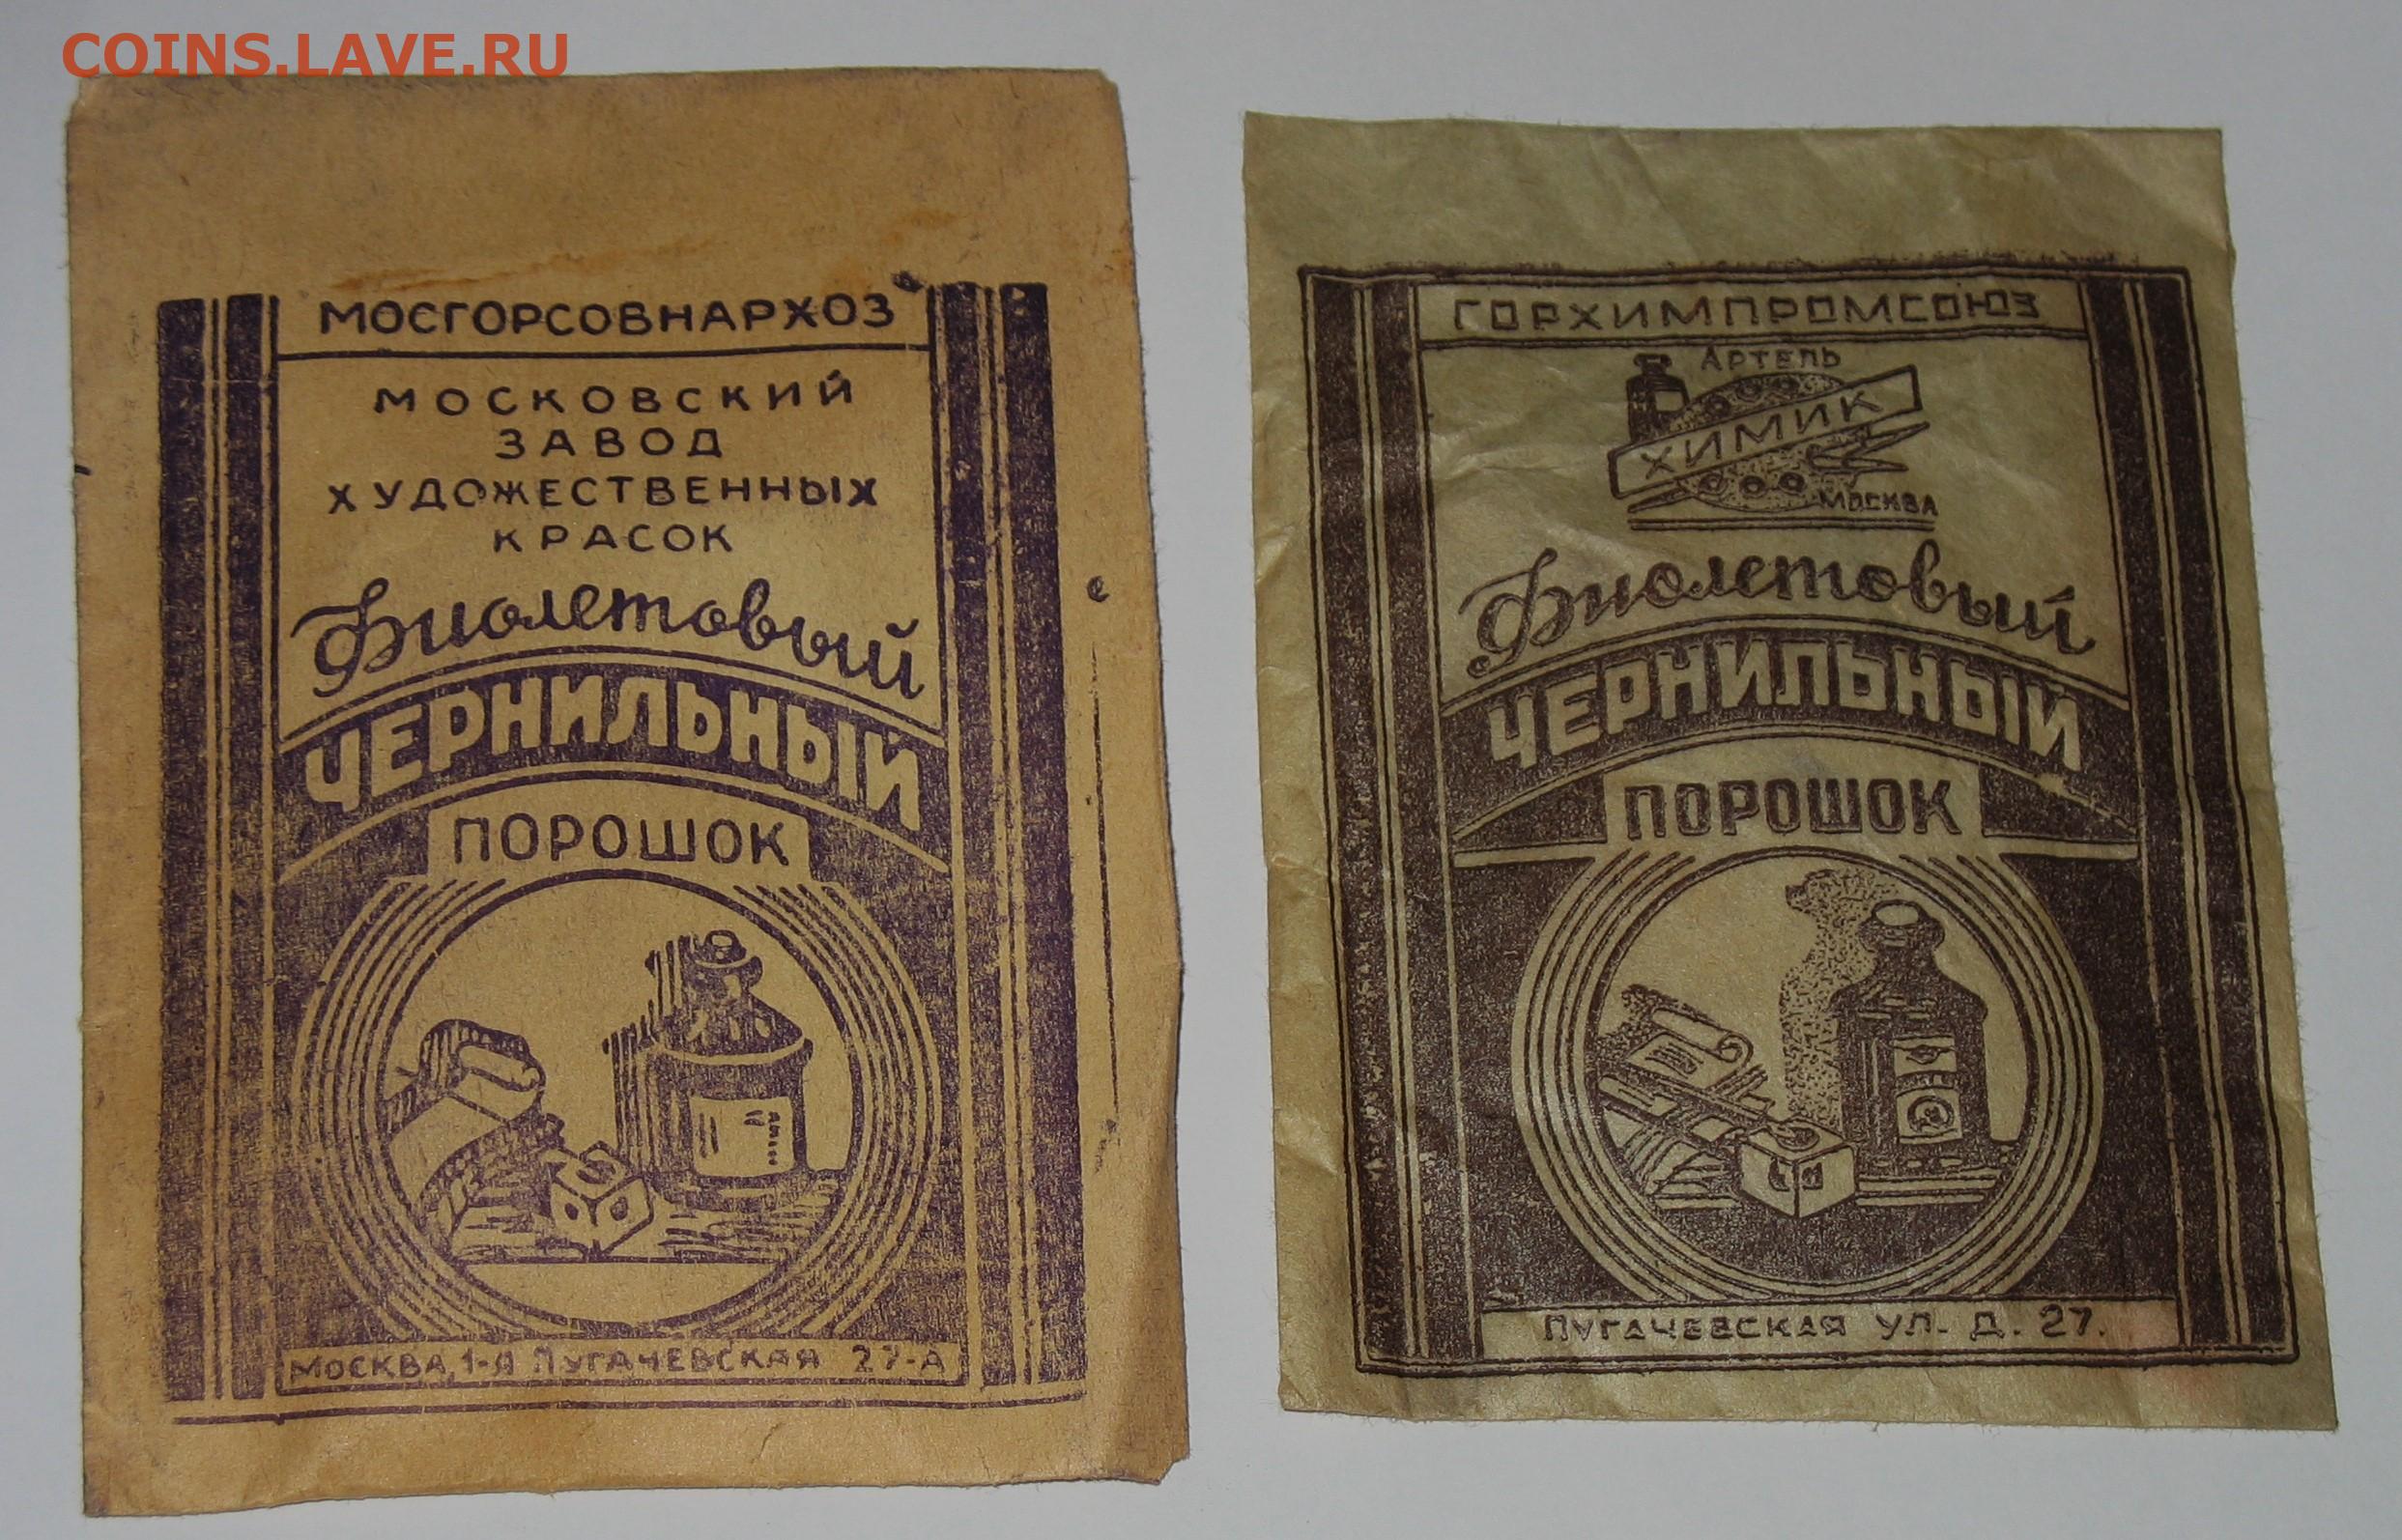 COINS.LAVE.RU
МОСГОРСОВНАРХОЗ
МОСКОВСКИЙ
ЗАВОД
ХУДОЖЕСТВЕННЫХ
КРАСОК
Фиолетовый
ЧЕРНИЛЬНЫЙ
ПОРОШОК
МОСКВА, 1-Я ПУГАЧЕВСКАЯ 27-А
ГОРХИМПРОМСОЮЗ
АРТЕЛЬ
ХИМИК
МОСКВА
Фиолетовый
ЧЕРНИЛЬНЫЙ
ПОРОШОК
ПУГАЧЕВСКАЯ УЛ. Д. 27.